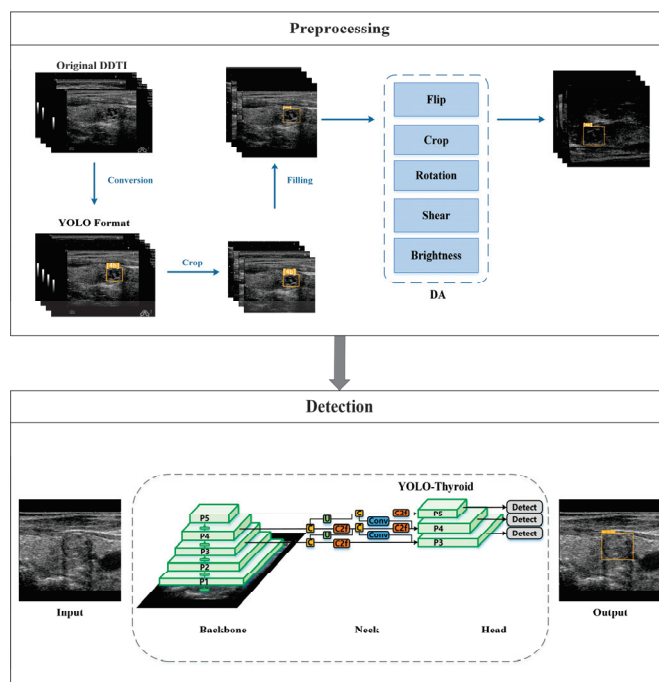 Preprocessing
Original DDTI
Conversion
YOLO Format
4b
Crop
4b
Filling
Flip
Crop
Rotation
Shear
Brightness
DA
Detection
YOLO-Thyroid
P5
P4
P3
P2
P1
U
C
C2f
U
C
C2f
C
C2f
Conv
C
C2f
Conv
P5
P4
P3
Detect
Detect
Detect
Input
Backbone
Neck
Head
Output